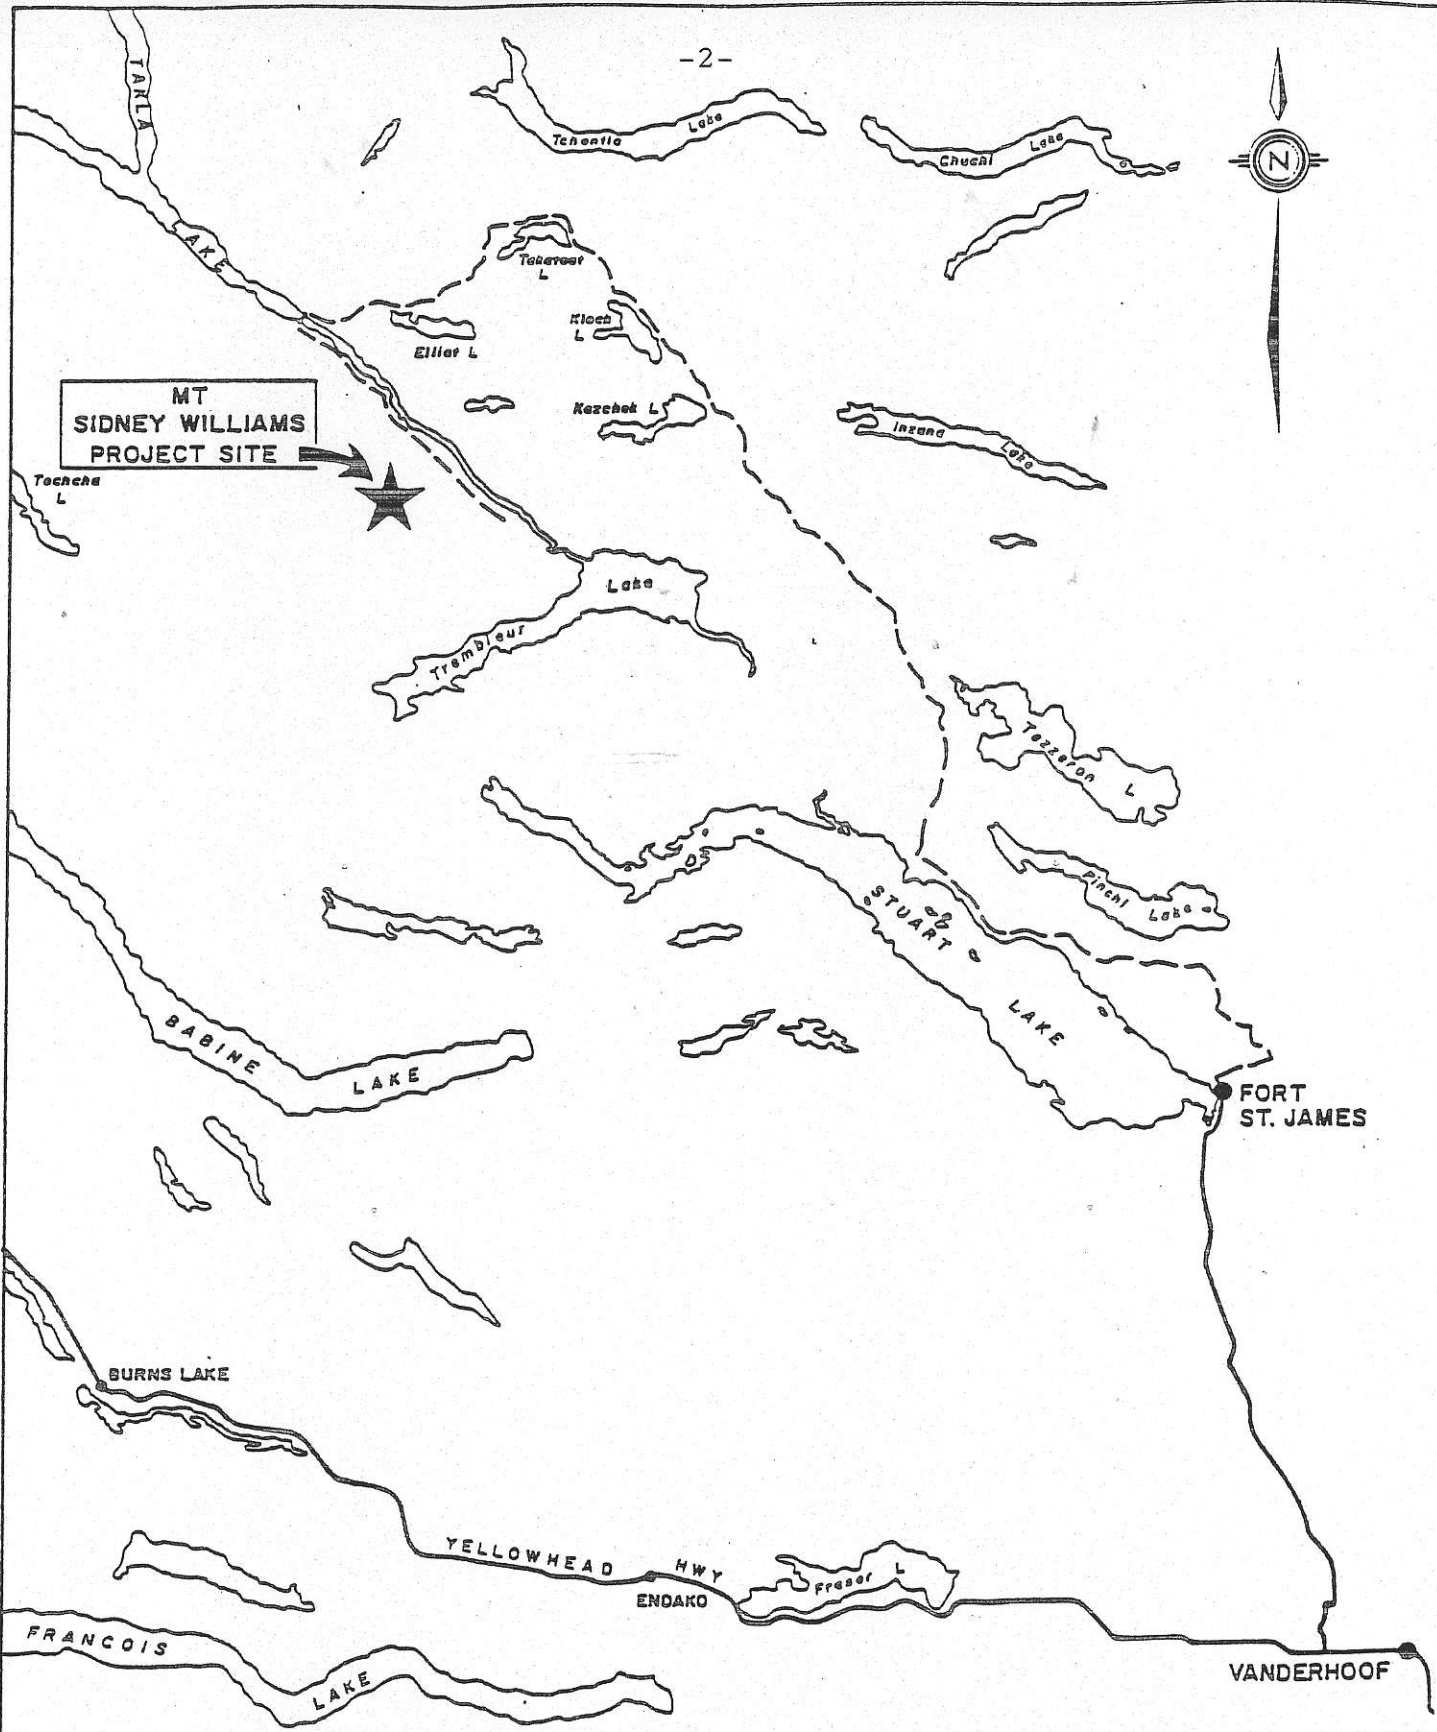 -2-
TAKLA
LAKE
Lake
Chuchi Lake
N
L
Elliot L
Kloch
L
MT
SIDNEY WILLIAMS
PROJECT SITE
Kazchek L
Inzana Lake
Tochcha
L
Trembleur Lake
Tezzeron L
Pinchi Lake
STUART
LAKE
BABINE
LAKE
FORT
ST. JAMES
BURNS LAKE
YELLOWHEAD HWY
ENDAKO
Fraser L
FRANCOIS
LAKE
VANDERHOOF